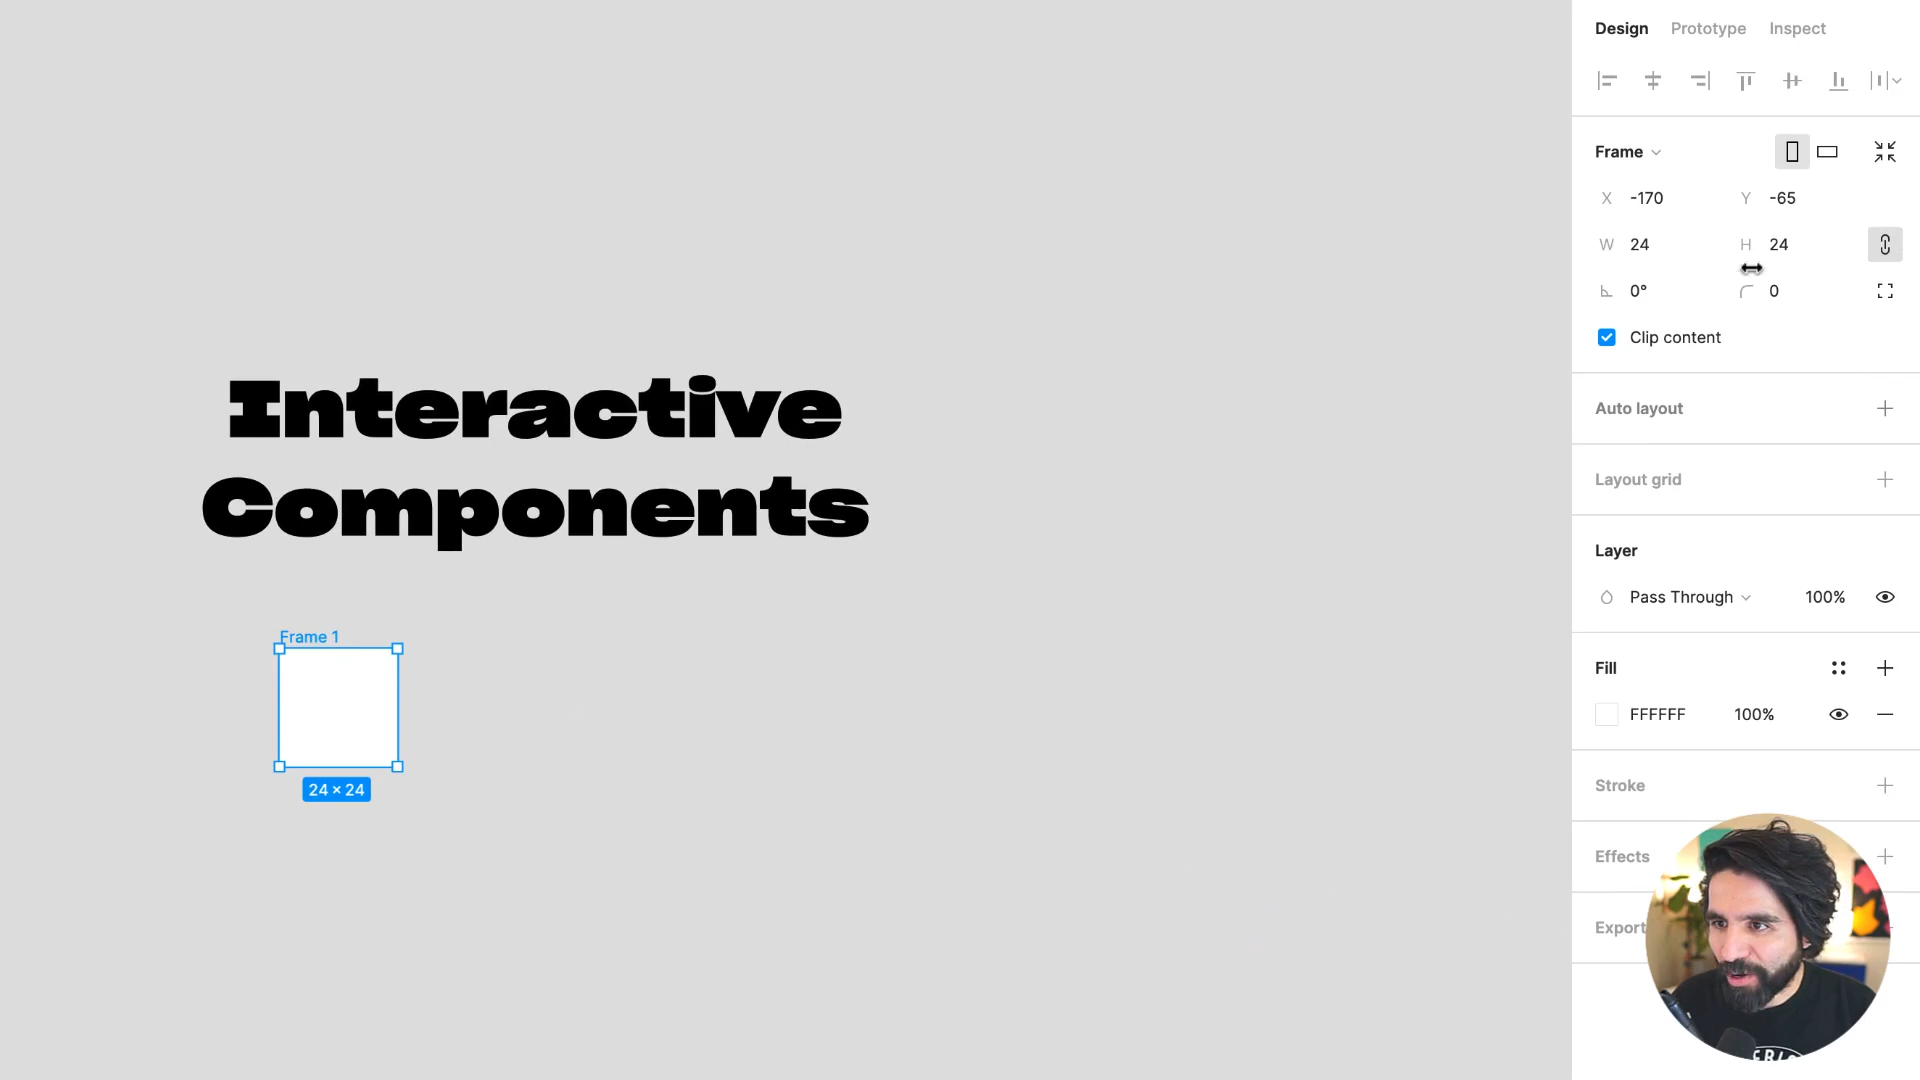 Design Prototype Inspect
Frame
X -170 Y -65
W 24 H 24
0° 0
Clip content
Auto layout
Layout grid
Interactive
Components
Layer
Pass Through 100%
Frame 1
Fill
FFFFFF 100%
24 × 24
Stroke
Effects
Export